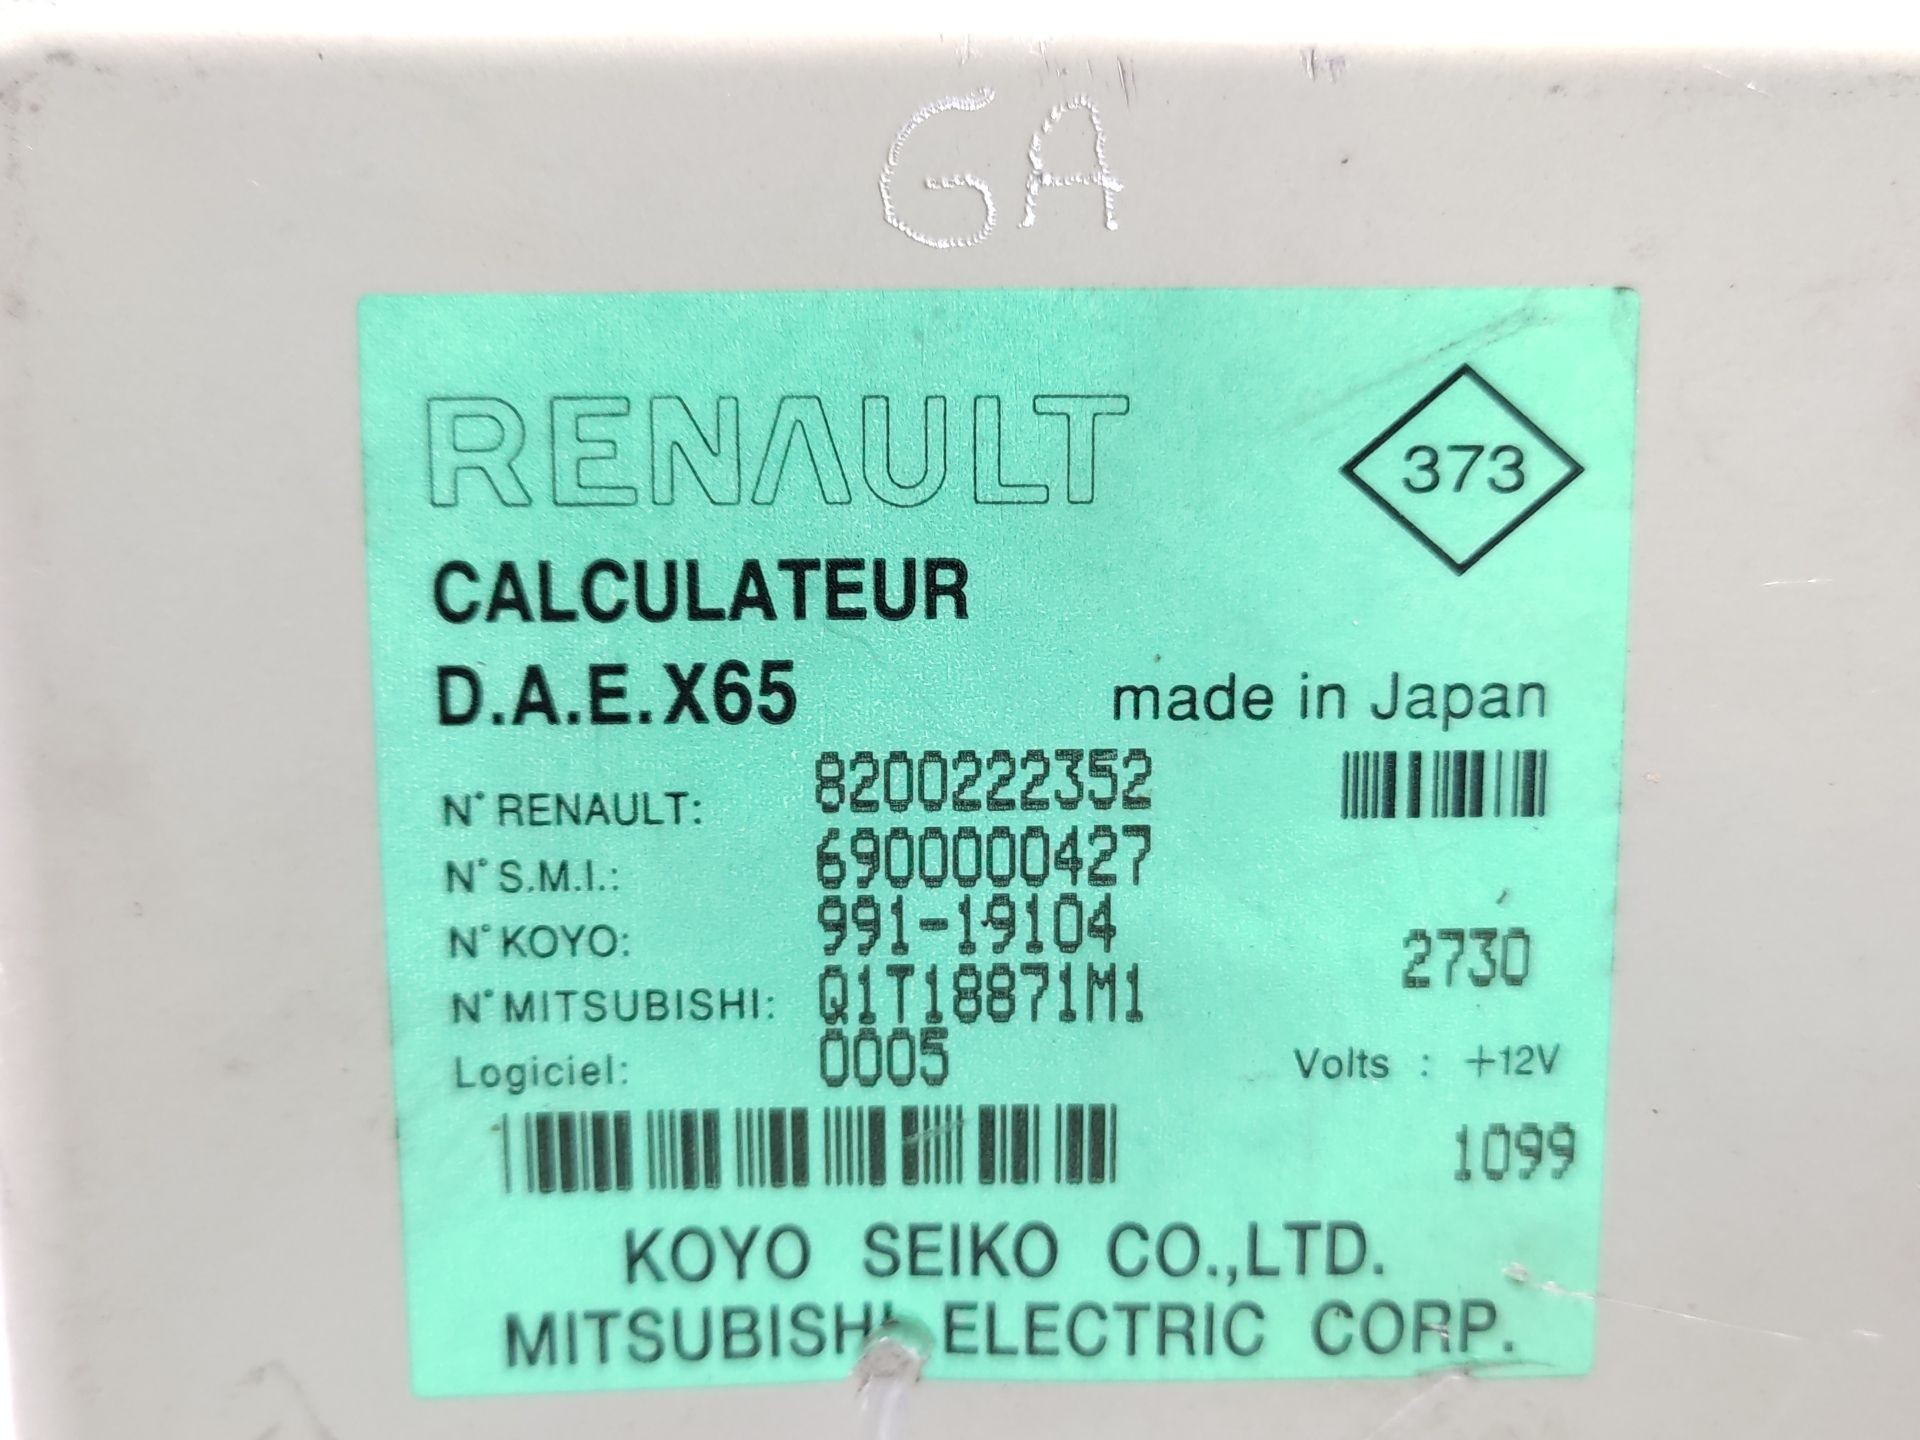 GA
RENAULT
373
CALCULATEUR
D.A.E.X65
made in Japan
N° RENAULT: 8200222352
N° S.M.I.: 6900000427
N° KOYO: 991-19104
2730
N° MITSUBISHI: Q1T18871M1
Logiciel: 0005
Volts : +12V
1099
KOYO SEIKO CO.,LTD.
MITSUBISHI ELECTRIC CORP.